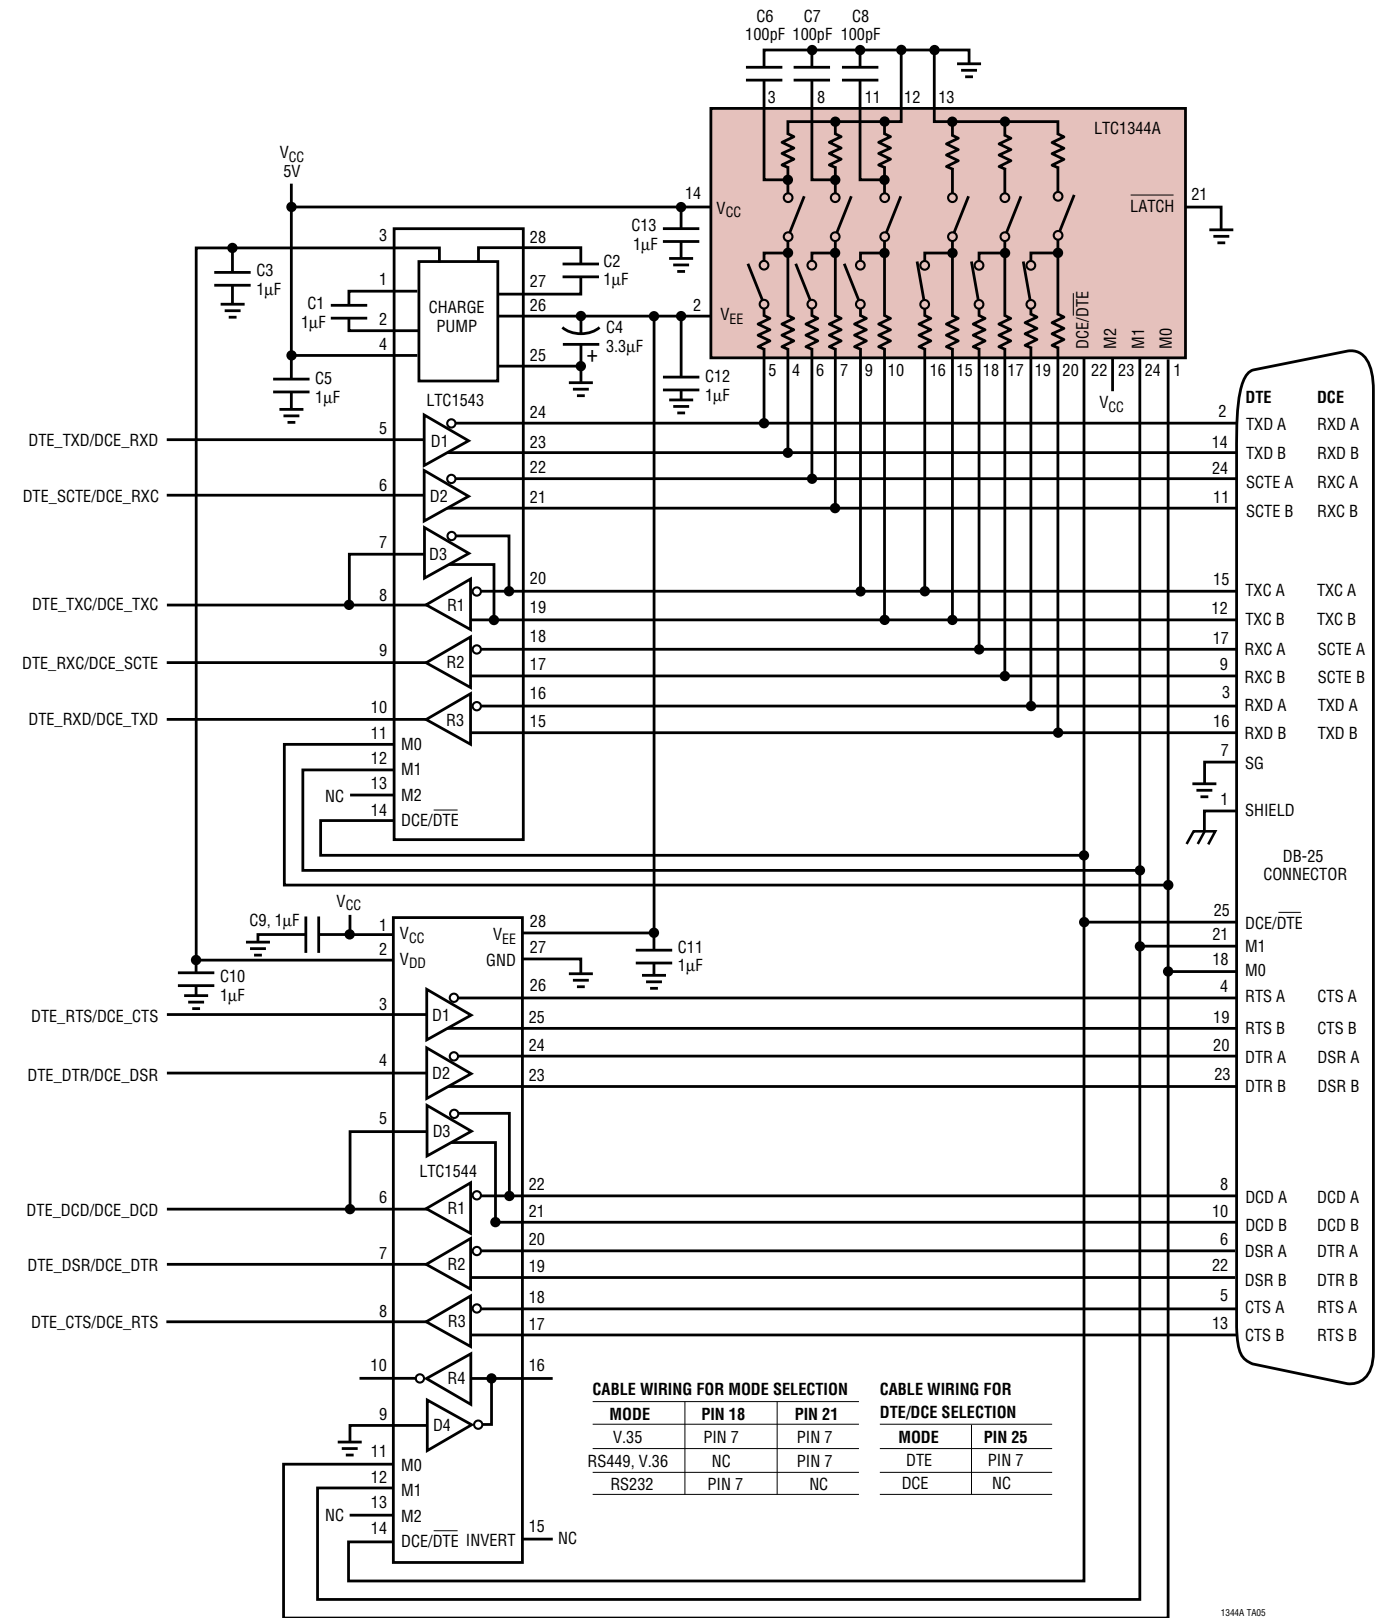 C6 C7 C8
100pF 100pF 100pF
3 8 11 12 13
LTC1344A
VCC
5V
14
VCC
LATCH
21
C13
1µF
3
28
C3
1µF
C2
1µF
1
27
C1
1µF
CHARGE
PUMP
26
2
VEE
2
C4
3.3µF
+
DCE/DTE
M2
M1
M0
4
25
5 4 6 7 9 10 16 15 18 17 19 20 22 23 24 1
C5
1µF
C12
1µF
VCC
LTC1543
DTE DCE
DTE_TXD/DCE_RXD
5
D1
24
2
TXD A RXD A
23
14
TXD B RXD B
DTE_SCTE/DCE_RXC
6
D2
22
24
SCTE A RXC A
21
11
SCTE B RXC B
7
D3
DTE_TXC/DCE_TXC
8
R1
20
15
TXC A TXC A
19
12
TXC B TXC B
DTE_RXC/DCE_SCTE
9
R2
18
17
RXC A SCTE A
17
9
RXC B SCTE B
DTE_RXD/DCE_TXD
10
R3
16
3
RXD A TXD A
15
16
RXD B TXD B
11
M0
12
M1
NC
13
M2
14
DCE/DTE
7
SG
1
SHIELD
DB-25
CONNECTOR
C9, 1µF
VCC
1
VCC
VEE
28
2
VDD
GND
27
C10
1µF
C11
1µF
25
DCE/DTE
21
M1
18
M0
DTE_RTS/DCE_CTS
3
D1
26
4
RTS A CTS A
25
19
RTS B CTS B
DTE_DTR/DCE_DSR
4
D2
24
20
DTR A DSR A
23
23
DTR B DSR B
5
D3
LTC1544
DTE_DCD/DCE_DCD
6
R1
22
8
DCD A DCD A
21
10
DCD B DCD B
DTE_DSR/DCE_DTR
7
R2
20
6
DSR A DTR A
19
22
DSR B DTR B
DTE_CTS/DCE_RTS
8
R3
18
5
CTS A RTS A
17
13
CTS B RTS B
10
R4
16
9
D4
11
M0
12
M1
NC
13
M2
14
DCE/DTE
INVERT
15
NC
CABLE WIRING FOR MODE SELECTION
MODE PIN 18 PIN 21
V.35 PIN 7 PIN 7
RS449, V.36 NC PIN 7
RS232 PIN 7 NC
CABLE WIRING FOR
DTE/DCE SELECTION
MODE PIN 25
DTE PIN 7
DCE NC
1344A TA05